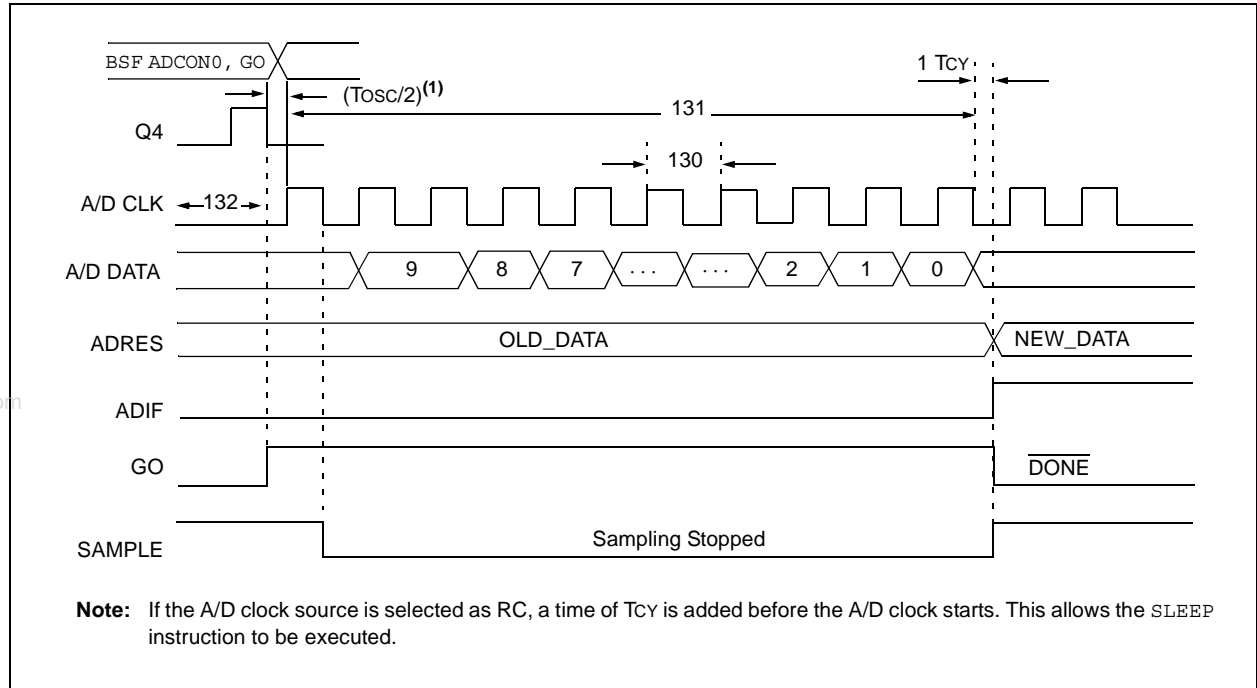 BSF ADCON0, GO
1 TCY
(TOSC/2)(1)
131
Q4
130
A/D CLK
132
A/D DATA
9 8 7 . . . . . . 2 1 0
ADRES
OLD_DATA
NEW_DATA
om
ADIF
GO
DONE
SAMPLE
Sampling Stopped
Note: If the A/D clock source is selected as RC, a time of TCY is added before the A/D clock starts. This allows the SLEEP
instruction to be executed.